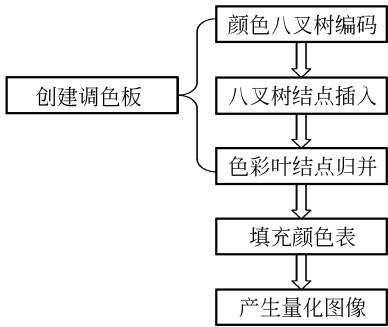 颜色八叉树编码
创建调色板
八叉树结点插入
色彩叶结点归并
填充颜色表
产生量化图像